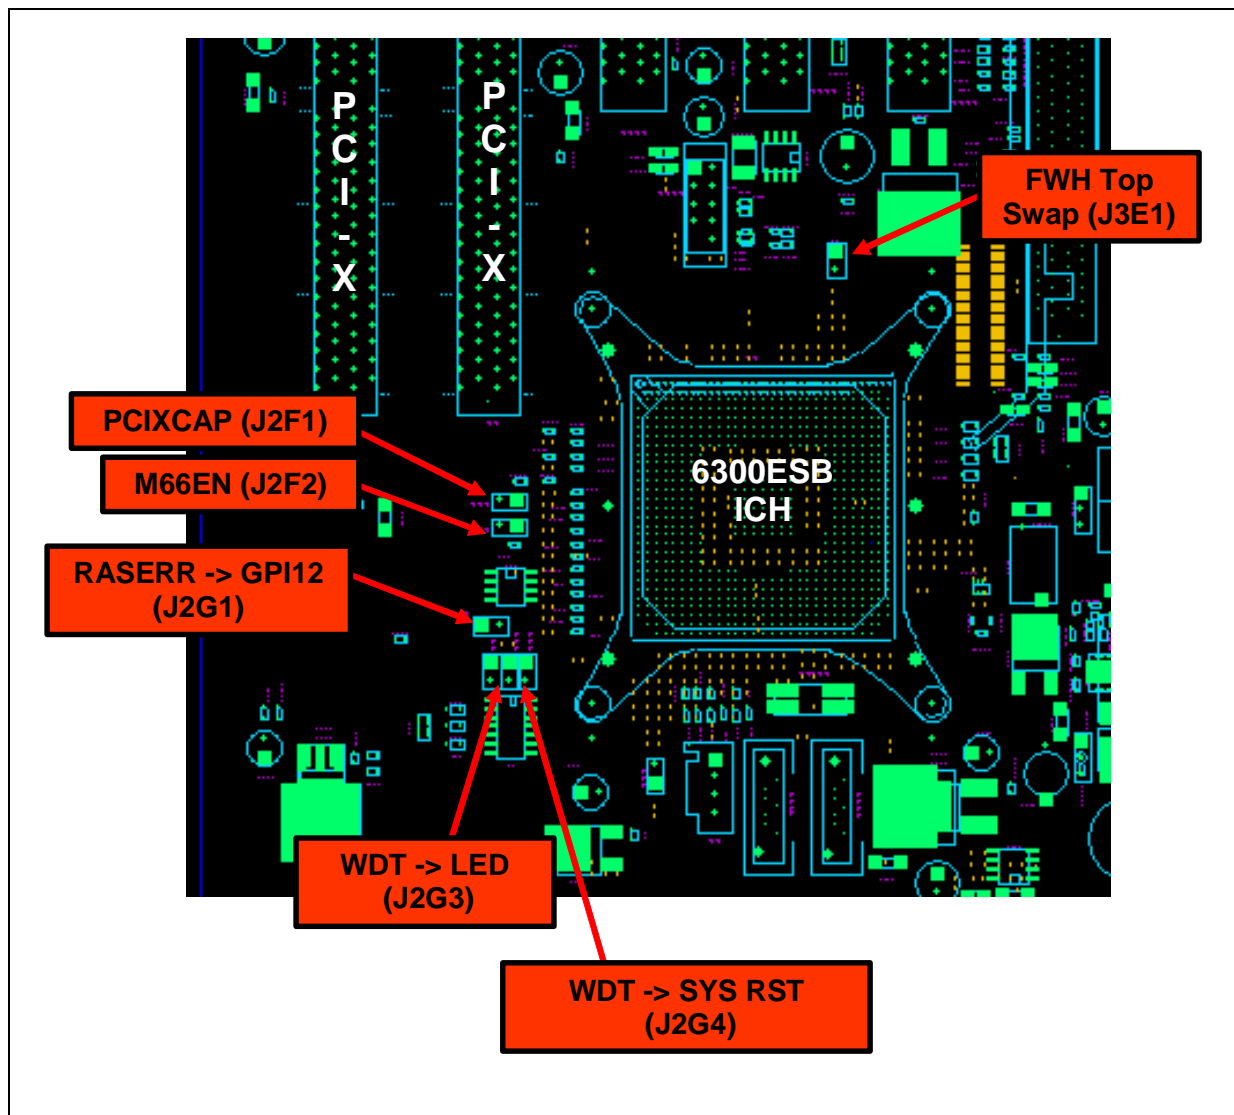 PCI-X
PCI-X
FWH Top
Swap (J3E1)
PCIXCAP (J2F1)
M66EN (J2F2)
6300ESB
ICH
RASERR -> GPI12
(J2G1)
WDT -> LED
(J2G3)
WDT -> SYS RST
(J2G4)